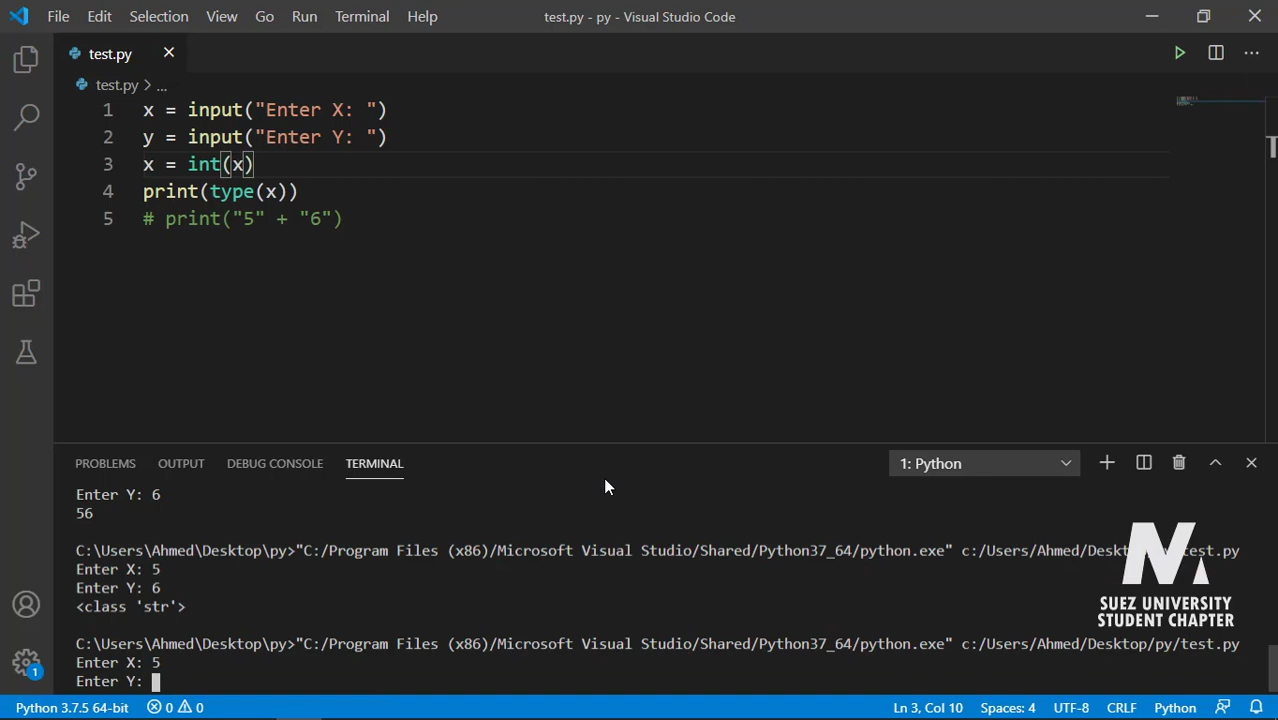 File Edit Selection View Go Run Terminal Help test.py - py - Visual Studio Code
test.py
test.py > ...
1 x = input("Enter X: ")
2 y = input("Enter Y: ")
3 x = int(x)
4 print(type(x))
5 # print("5" + "6")
PROBLEMS OUTPUT DEBUG CONSOLE TERMINAL 1: Python
Enter Y: 6
56
C:\Users\Ahmed\Desktop\py>"C:/Program Files (x86)/Microsoft Visual Studio/Shared/Python37_64/python.exe" c:/Users/Ahmed/Desktop/py/test.py
Enter X: 5
Enter Y: 6
<class 'str'>
SUEZ UNIVERSITY
STUDENT CHAPTER
C:\Users\Ahmed\Desktop\py>"C:/Program Files (x86)/Microsoft Visual Studio/Shared/Python37_64/python.exe" c:/Users/Ahmed/Desktop/py/test.py
Enter X: 5
Enter Y:
1
Python 3.7.5 64-bit 0 0 Ln 3, Col 10 Spaces: 4 UTF-8 CRLF Python